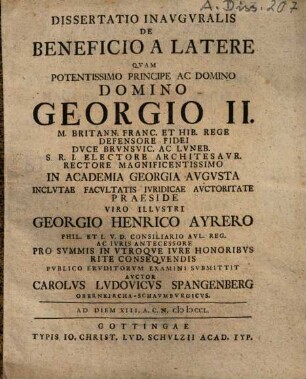 A. Diss. 207
DISSERTATIO INAVGVRALIS
DE
BENEFICIO A LATERE
QVAM
POTENTISSIMO PRINCIPE AC DOMINO
DOMINO
GEORGIO II.
M. BRITANN. FRANC. ET HIB. REGE
DEFENSORE FIDEI
DVCE BRVNSVIC. AC LVNEB.
S. R. I. ELECTORE ARCHITESAVR.
RECTORE MAGNIFICENTISSIMO
IN ACADEMIA GEORGIA AVGVSTA
INCLVTAE FACVLTATIS IVRIDICAE AVCTORITATE
PRAESIDE
VIRO ILLVSTRI
GEORGIO HENRICO AYRERO
PHIL. ET I. V. D. CONSILIARIO AVL. REG.
AC IVRIS ANTECESSORE
PRO SVMMIS IN VTROQVE IVRE HONORIBVS
RITE CONSEQVENDIS
PVBLICO ERVDITORVM EXAMINI SVBMITTIT
AVCTOR
CAROLVS LVDOVICVS SPANGENBERG
OBERNKIRCHA-SCHAVMBVRGICVS.
AD DIEM XIII. A. C. N. CIↃIↃCCL.
GOTTINGAE
TYPIS IO. CHRIST. LVD. SCHVLZII ACAD. TYP.